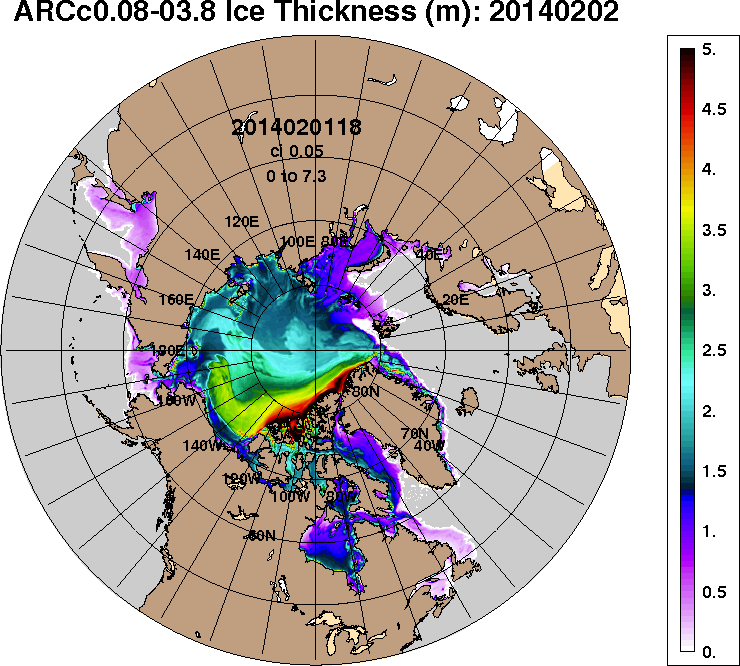 ARCc0.08-03.8 Ice Thickness (m): 20140202
2014020118
ci 0.05
0 to 7.3
120E
100E
80E
140E
40E
160E
20E
180E
160W
80N
140W
70N
40W
120W
100W
80W
60N
5.
4.5
4.
3.5
3.
2.5
2.
1.5
1.
0.5
0.